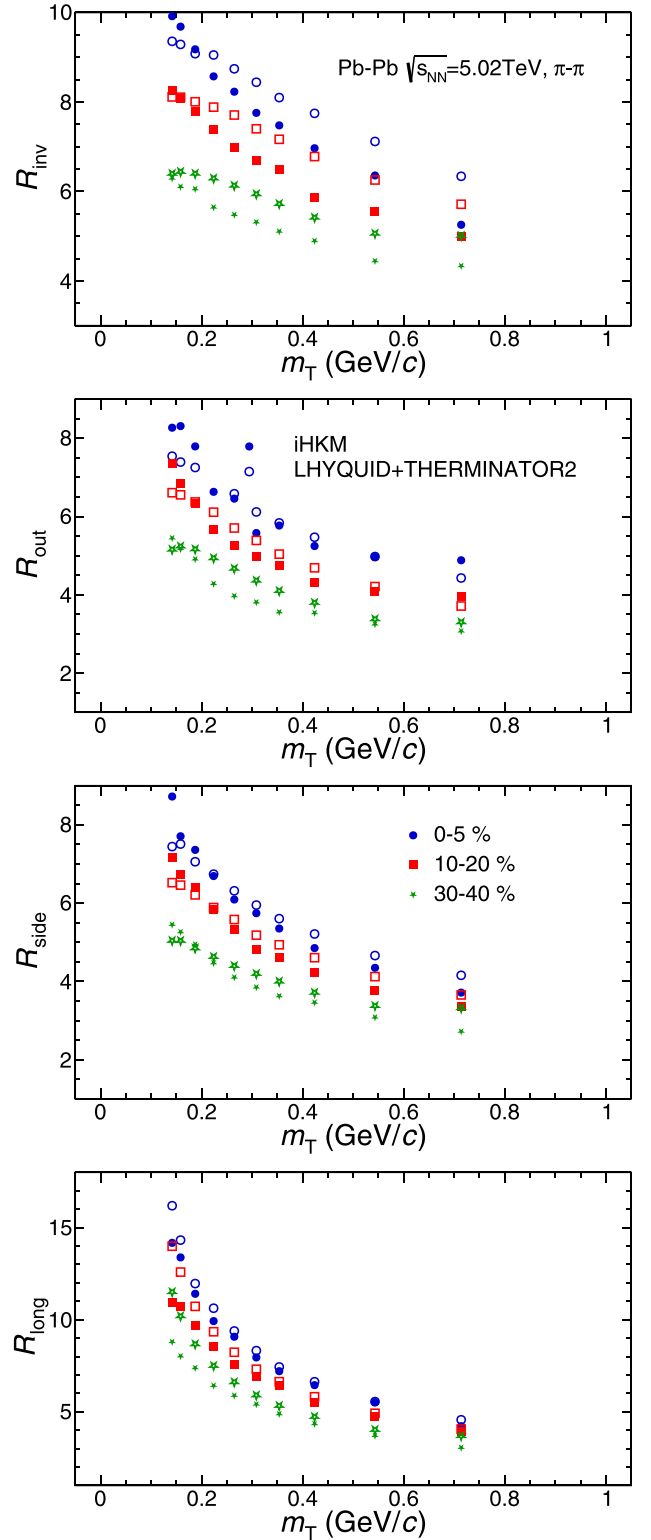 10
8
6
4
R_inv
Pb-Pb √s_NN=5.02TeV, π-π
0 0.2 0.4 0.6 0.8 1
m_T (GeV/c)
8
6
4
2
R_out
iHKM
LHYQUID+THERMINATOR2
0 0.2 0.4 0.6 0.8 1
m_T (GeV/c)
8
6
4
2
R_side
0-5 %
10-20 %
30-40 %
0 0.2 0.4 0.6 0.8 1
m_T (GeV/c)
15
10
5
R_long
0 0.2 0.4 0.6 0.8 1
m_T (GeV/c)